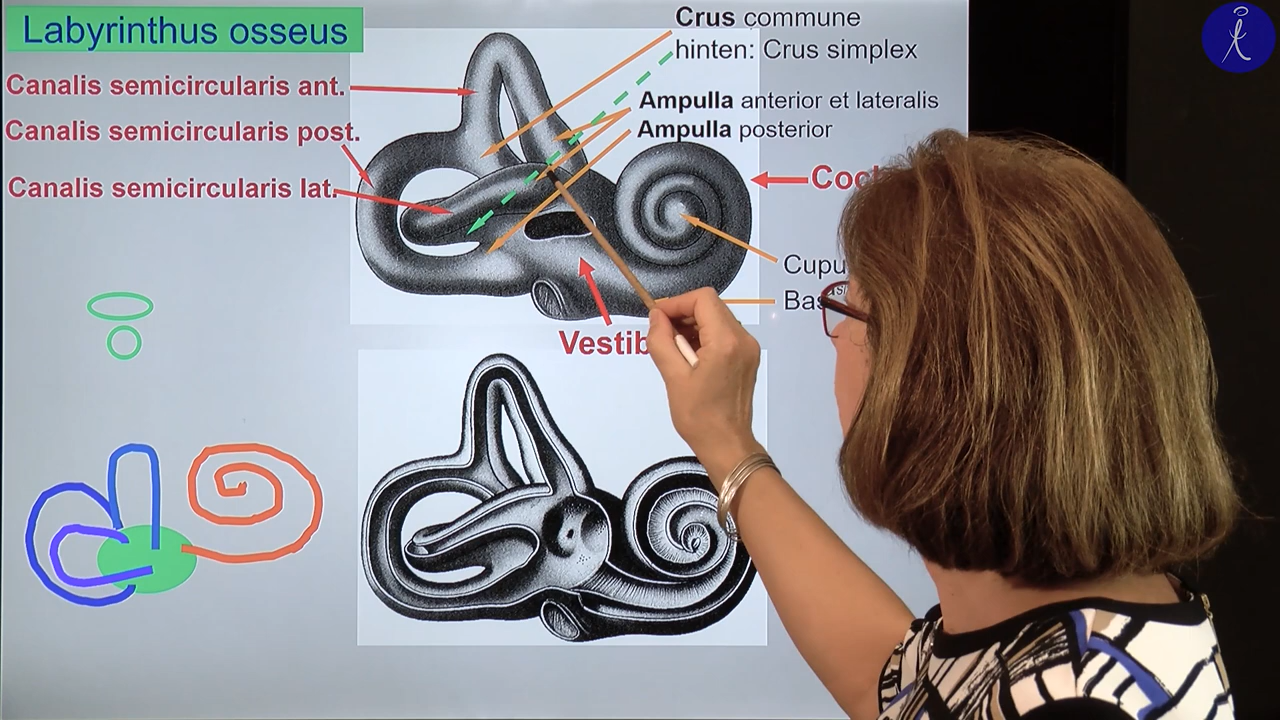 Labyrinthus osseus
Crus commune
hinten: Crus simplex
Canalis semicircularis ant.
Ampulla anterior et lateralis
Canalis semicircularis post.
Ampulla posterior
Canalis semicircularis lat.